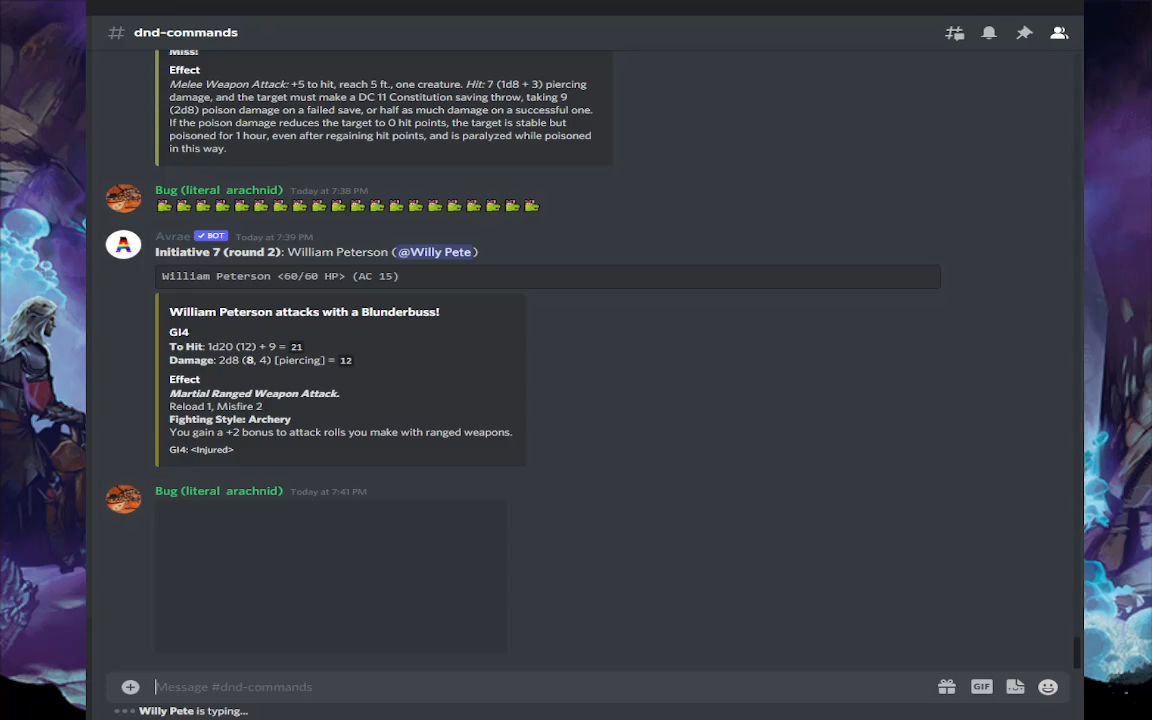 dnd-commands
Miss!
Effect
Melee Weapon Attack: +5 to hit, reach 5 ft., one creature. Hit: 7 (1d8 + 3) piercing
damage, and the target must make a DC 11 Constitution saving throw, taking 9
(2d8) poison damage on a failed save, or half as much damage on a successful one.
If the poison damage reduces the target to 0 hit points, the target is stable but
poisoned for 1 hour, even after regaining hit points, and is paralyzed while poisoned
in this way.
Bug (literal arachnid) Today at 7:38 PM
Avrae ✓ BOT Today at 7:39 PM
Initiative 7 (round 2): William Peterson (@Willy Pete)
William Peterson <60/60 HP> (AC 15)
William Peterson attacks with a Blunderbuss!
GI4
To Hit: 1d20 (12) + 9 = 21
Damage: 2d8 (8, 4) [piercing] = 12
Effect
Martial Ranged Weapon Attack.
Reload 1, Misfire 2
Fighting Style: Archery
You gain a +2 bonus to attack rolls you make with ranged weapons.
GI4: <Injured>
Bug (literal arachnid) Today at 7:41 PM
Message #dnd-commands
GIF
Willy Pete is typing...